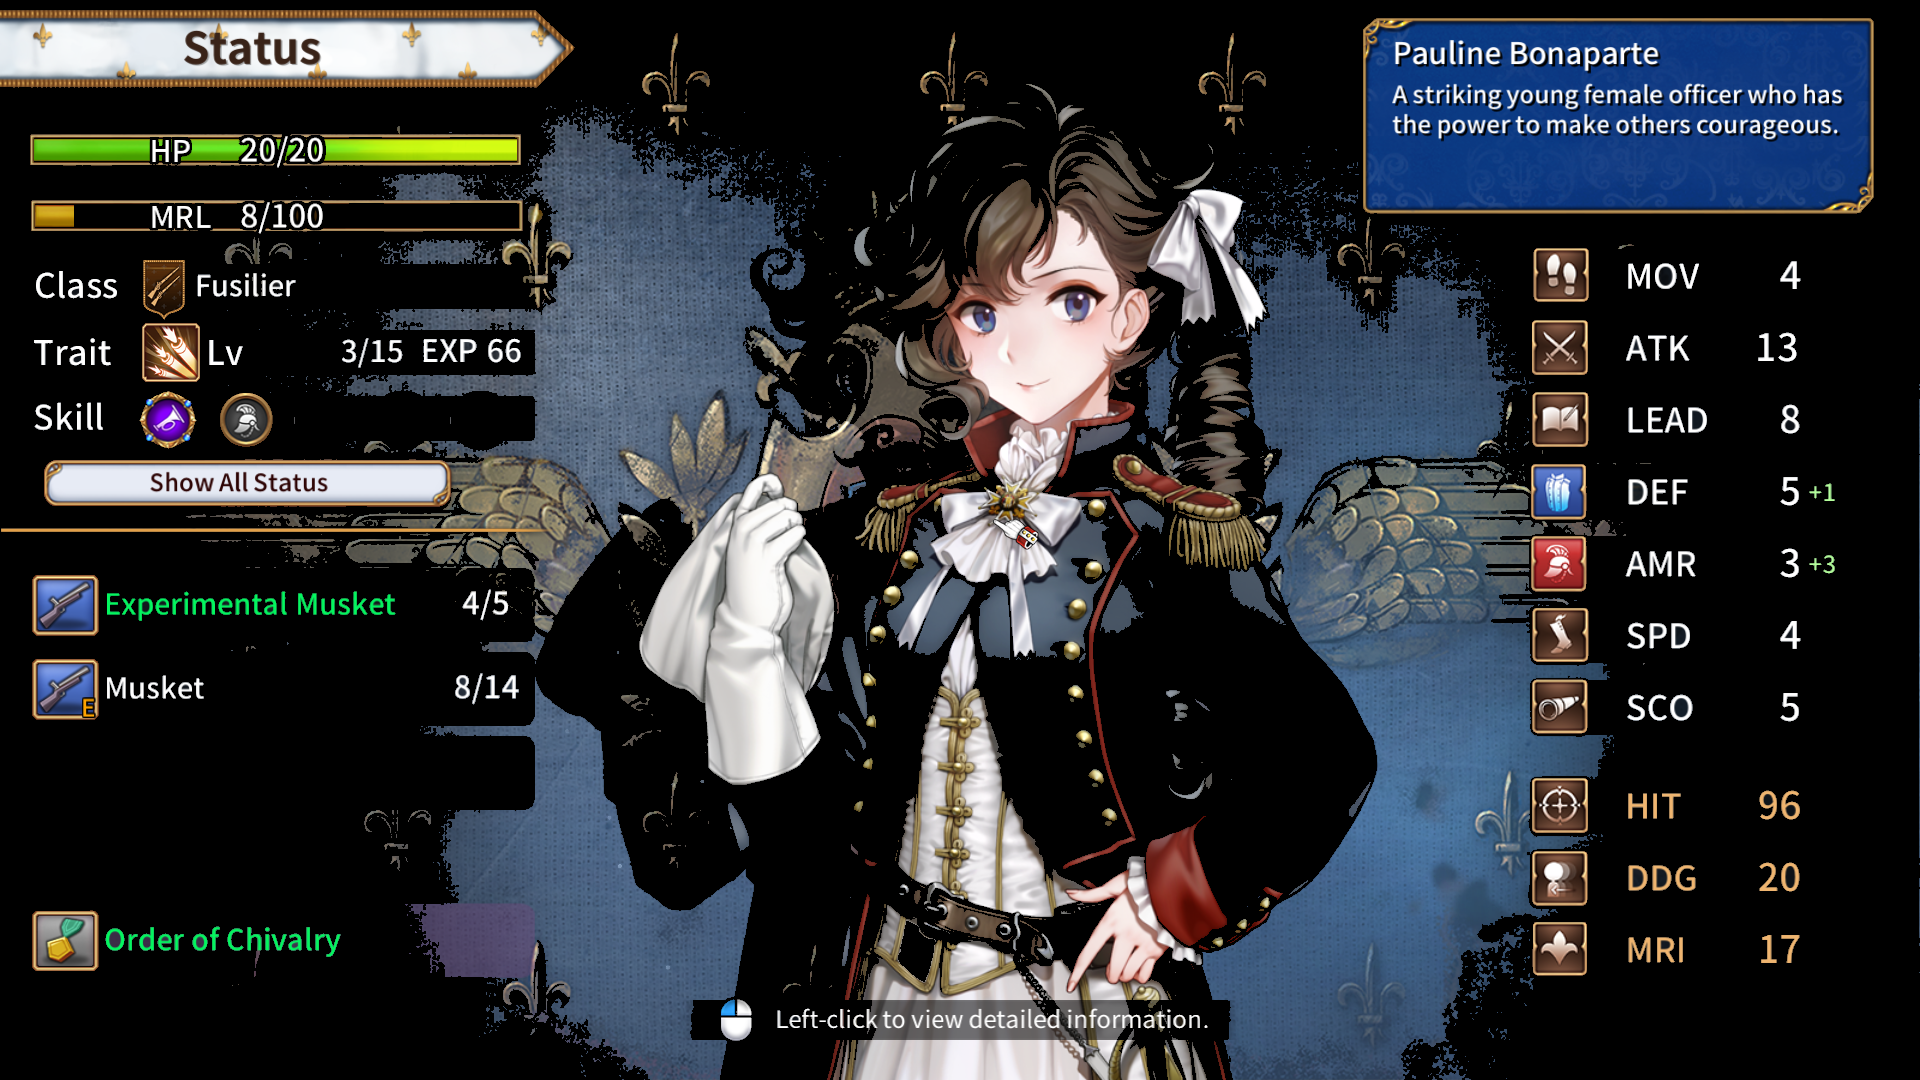 Status
HP 20/20
MRL 8/100
Class Fusilier
Trait Lv 3/15 EXP 66
Skill
Show All Status
Experimental Musket 4/5
E Musket 8/14
Order of Chivalry
Pauline Bonaparte
A striking young female officer who has
the power to make others courageous.
MOV 4
ATK 13
LEAD 8
DEF 5 +1
AMR 3 +3
SPD 4
SCO 5
HIT 96
DDG 20
MRI 17
Left-click to view detailed information.